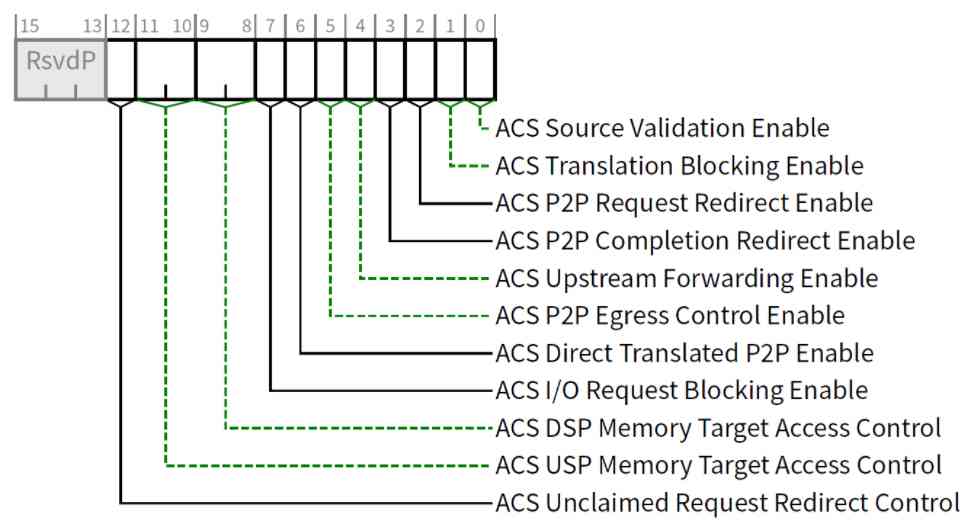 15 13 12 11 10 9 8 7 6 5 4 3 2 1 0
RsvdP
ACS Source Validation Enable
ACS Translation Blocking Enable
ACS P2P Request Redirect Enable
ACS P2P Completion Redirect Enable
ACS Upstream Forwarding Enable
ACS P2P Egress Control Enable
ACS Direct Translated P2P Enable
ACS I/O Request Blocking Enable
ACS DSP Memory Target Access Control
ACS USP Memory Target Access Control
ACS Unclaimed Request Redirect Control